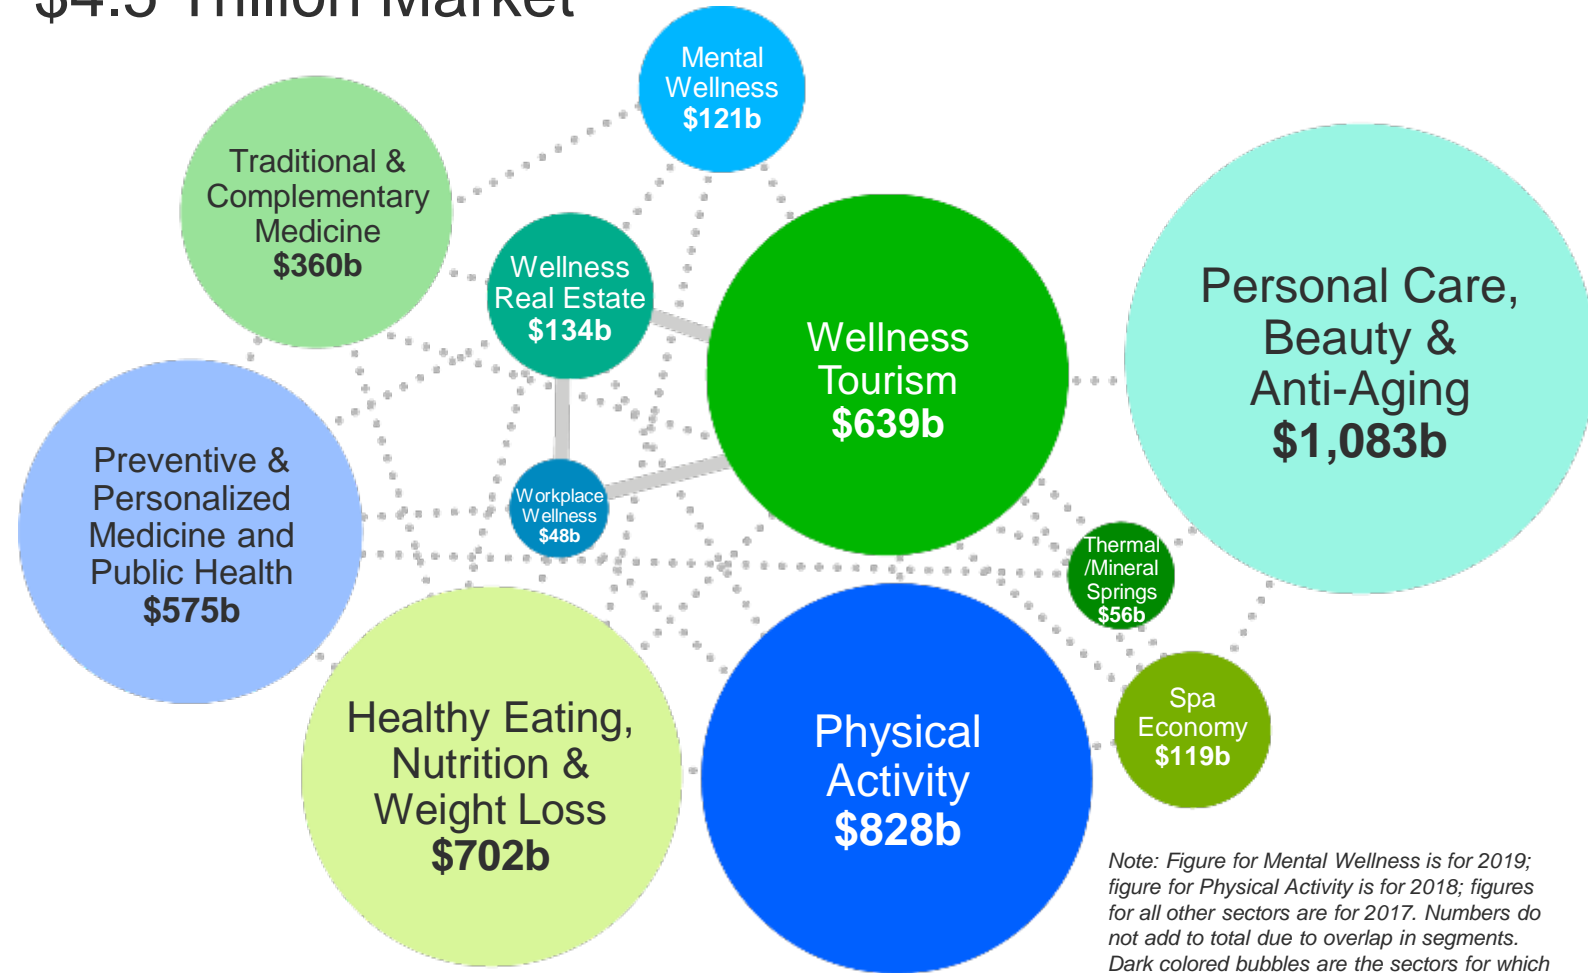 $4.5 Trillion Market
Mental
Wellness
$121b
Traditional &
Complementary
Medicine
$360b
Wellness
Real Estate
$134b
Wellness
Tourism
$639b
Personal Care,
Beauty &
Anti-Aging
$1,083b
Preventive &
Personalized
Medicine and
Public Health
$575b
Workplace
Wellness
$48b
Thermal
/Mineral
Springs
$56b
Spa
Economy
$119b
Healthy Eating,
Nutrition &
Weight Loss
$702b
Physical
Activity
$828b
Note: Figure for Mental Wellness is for 2019;
figure for Physical Activity is for 2018; figures
for all other sectors are for 2017. Numbers do
not add to total due to overlap in segments.
Dark colored bubbles are the sectors for which